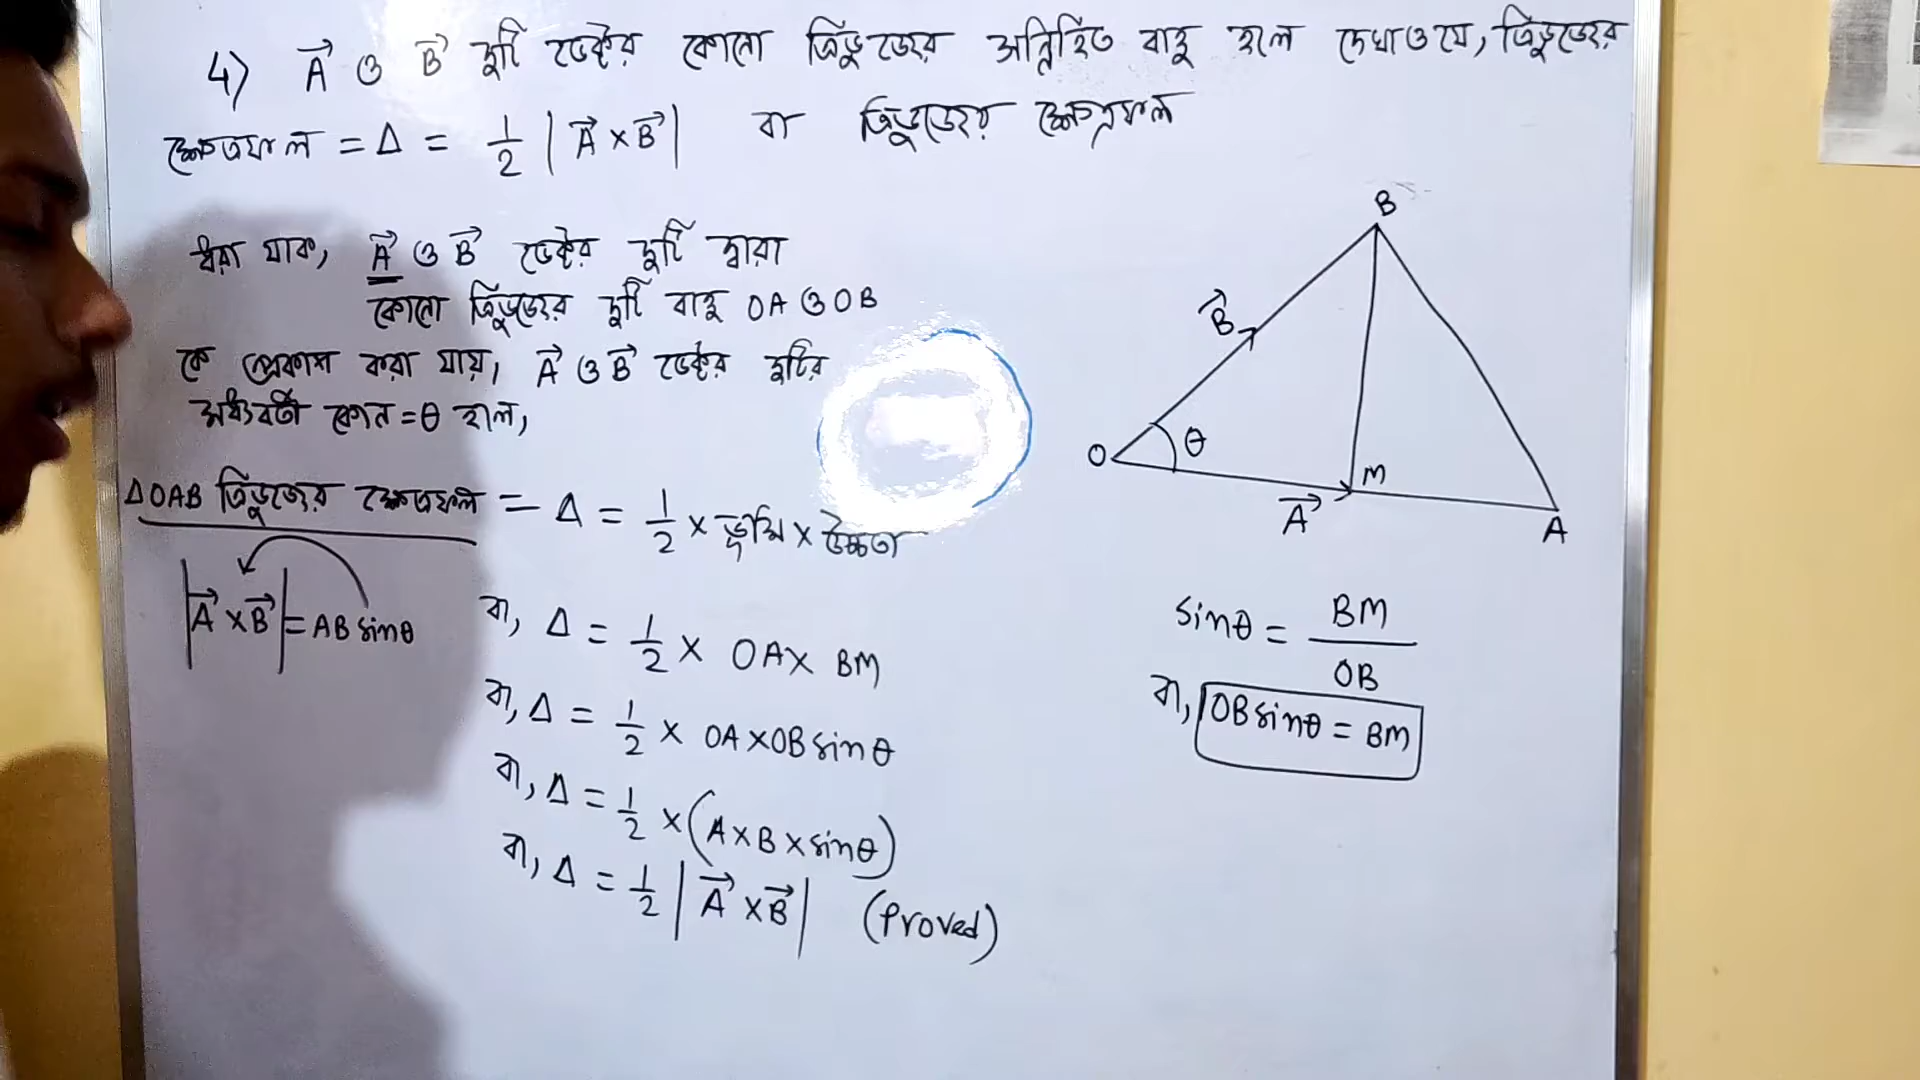 4) A⃗ ও B⃗ দুটি ভেক্টর কোনো ত্রিভুজের সন্নিহিত বাহু হলে দেখাও যে, ত্রিভুজের
ক্ষেত্রফল = Δ = 1/2 |A⃗ × B⃗| বা ত্রিভুজের ক্ষেত্রফল
ধরা যাক, A⃗ ও B⃗ ভেক্টর দুটি দ্বারা
কোনো ত্রিভুজের দুটি বাহু OA ও OB
কে প্রকাশ করা যায়, A⃗ ও B⃗ ভেক্টর দুটির
মধ্যবর্তী কোন = θ হলে,
ΔOAB ত্রিভুজের ক্ষেত্রফল = Δ = 1/2 × ভূমি × উচ্চতা
|A⃗ × B⃗| = AB sinθ
বা, Δ = 1/2 × OA × BM
বা, Δ = 1/2 × OA × OB sinθ
বা, Δ = 1/2 × (A × B × sinθ)
বা, Δ = 1/2 |A⃗ × B⃗| (Proved)
B
B⃗
O θ
M
A⃗
A
sinθ = BM/OB
বা, OB sinθ = BM